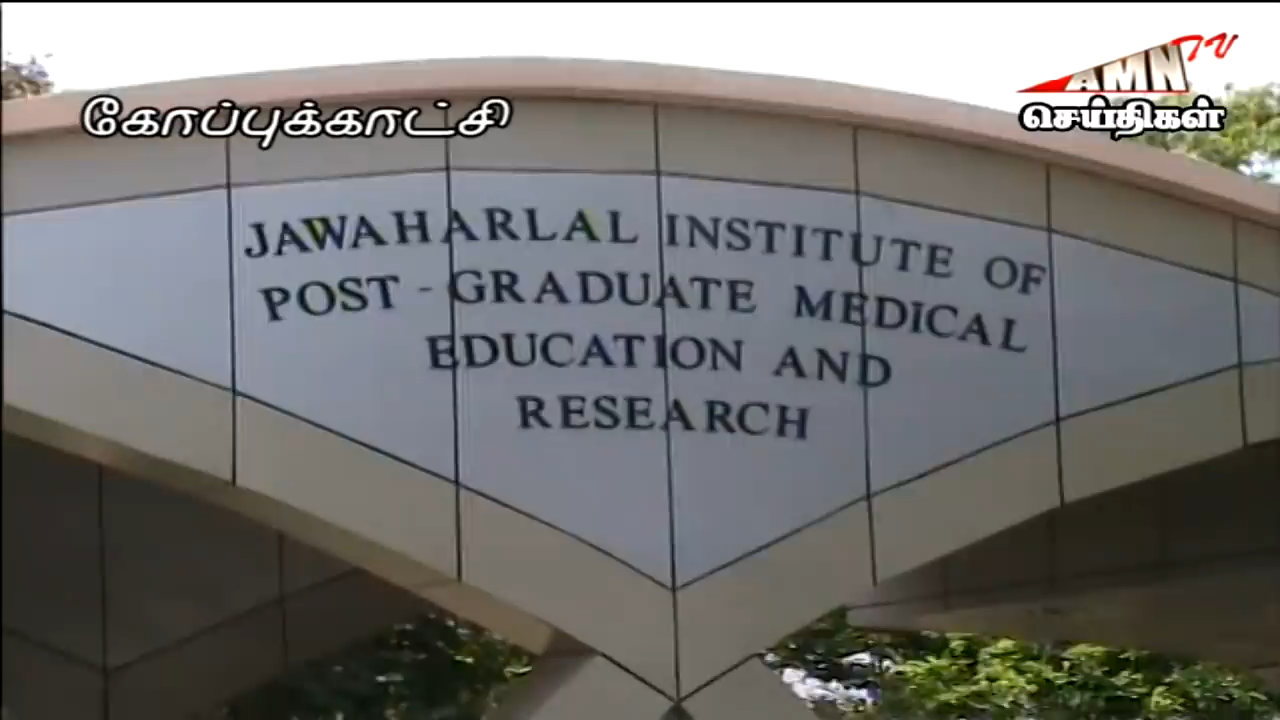 AMN TV
செய்திகள்
கோப்புக்காட்சி
JAWAHARLAL INSTITUTE OF
POST - GRADUATE MEDICAL
EDUCATION AND
RESEARCH